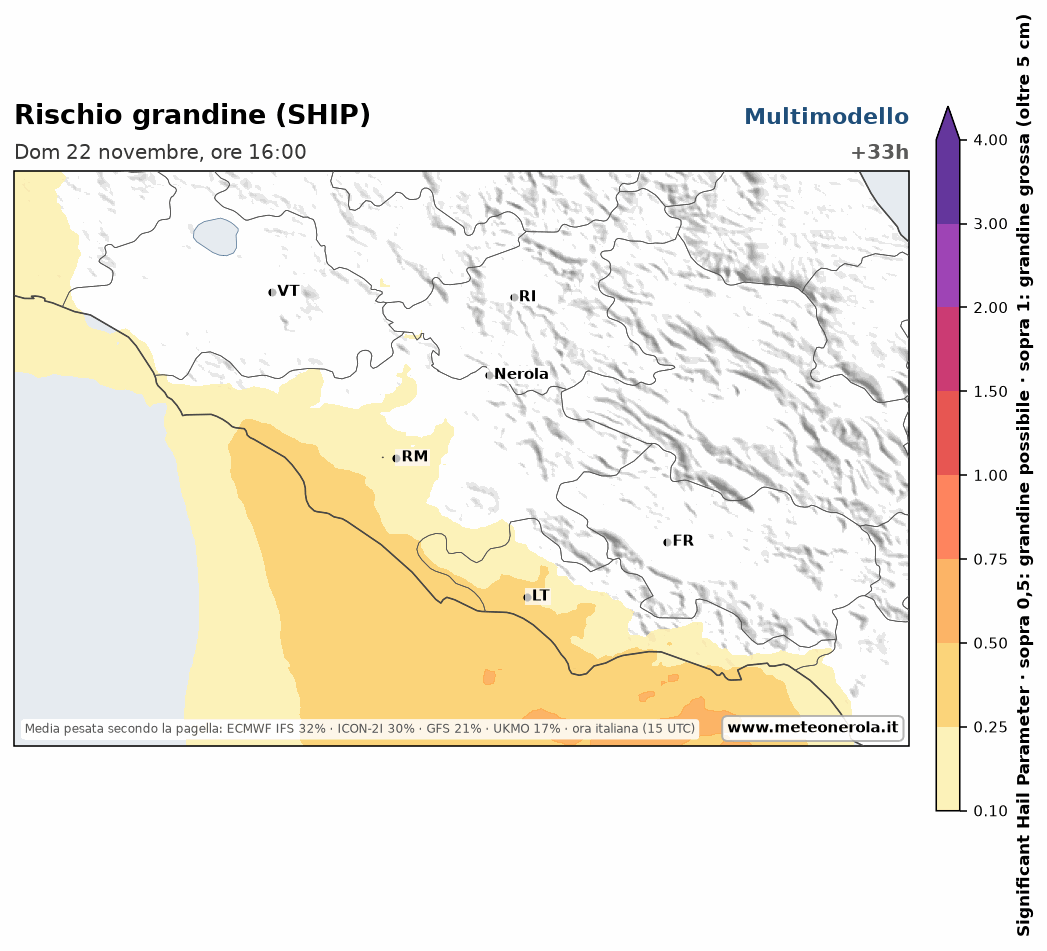 Rischio grandine (SHIP)
Multimodello
Dom 22 novembre, ore 16:00
+33h
VT
RI
Nerola
RM
FR
LT
Media pesata secondo la pagella: ECMWF IFS 32% · ICON-2I 30% · GFS 21% · UKMO 17% · ora italiana (15 UTC)
www.meteonerola.it
4.00
3.00
2.00
1.50
1.00
0.75
0.50
0.25
0.10
Significant Hail Parameter · sopra 0,5: grandine possibile · sopra 1: grandine grossa (oltre 5 cm)